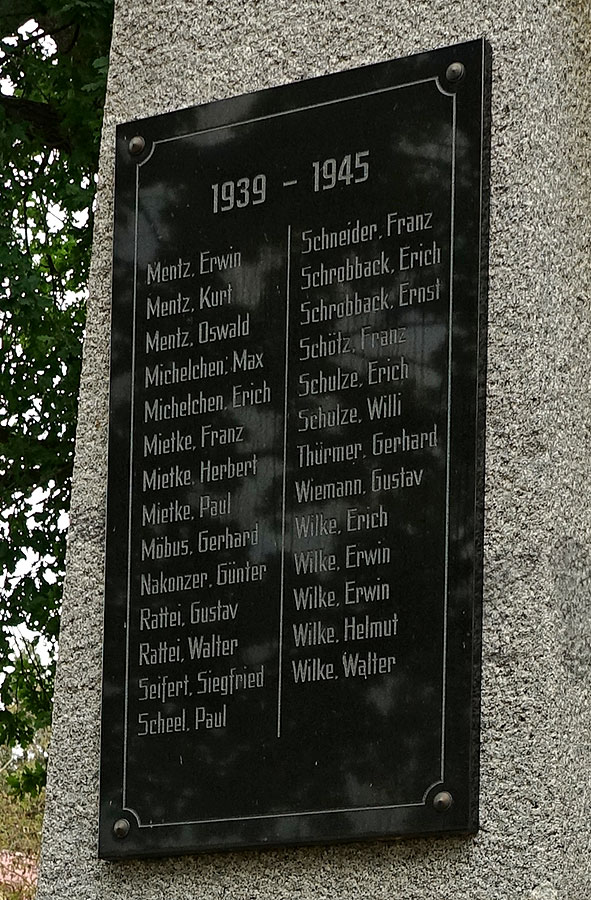 1939 – 1945
Mentz, Erwin
Mentz, Kurt
Mentz, Oswald
Michelchen, Max
Michelchen, Erich
Mietke, Franz
Mietke, Herbert
Mietke, Paul
Möbus, Gerhard
Nakonzer, Günter
Rattei, Gustav
Rattei, Walter
Seifert, Siegfried
Scheel, Paul
Schneider, Franz
Schrobback, Erich
Schrobback, Ernst
Schötz, Franz
Schulze, Erich
Schulze, Willi
Thürmer, Gerhard
Wiemann, Gustav
Wilke, Erich
Wilke, Erwin
Wilke, Erwin
Wilke, Helmut
Wilke, Walter